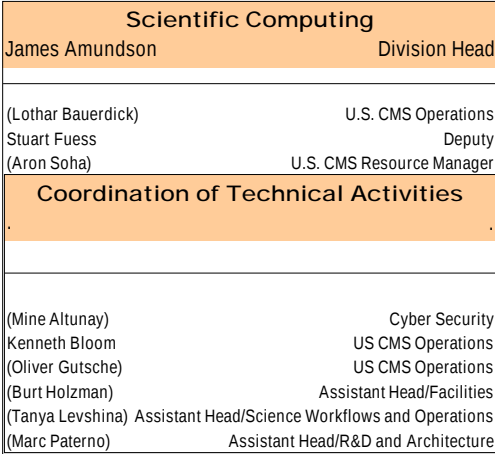 Scientific Computing
James Amundson Division Head
(Lothar Bauerdick) U.S. CMS Operations
Stuart Fuess Deputy
(Aron Soha) U.S. CMS Resource Manager
Coordination of Technical Activities
. .
(Mine Altunay) Cyber Security
Kenneth Bloom US CMS Operations
(Oliver Gutsche) US CMS Operations
(Burt Holzman) Assistant Head/Facilities
(Tanya Levshina) Assistant Head/Science Workflows and Operations
(Marc Paterno) Assistant Head/R&D and Architecture